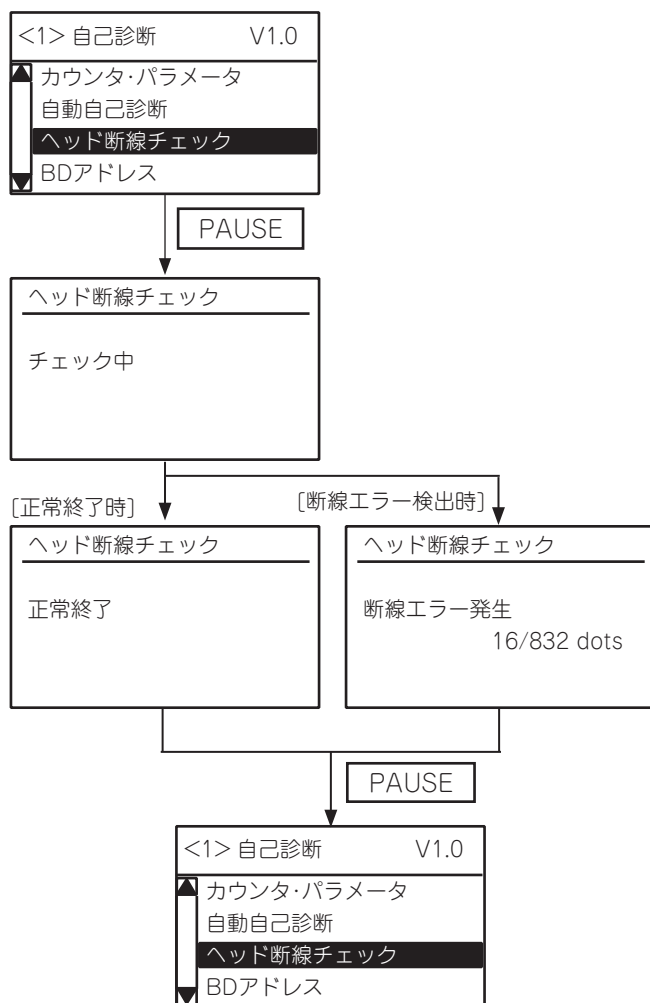 <1> 自己診断 V1.0
カウンタ･パラメータ
自動自己診断
ヘッド断線チェック
BDアドレス
PAUSE
ヘッド断線チェック
チェック中
[正常終了時]
[断線エラー検出時]
ヘッド断線チェック
正常終了
ヘッド断線チェック
断線エラー発生
16/832 dots
PAUSE
<1> 自己診断 V1.0
カウンタ･パラメータ
自動自己診断
ヘッド断線チェック
BDアドレス